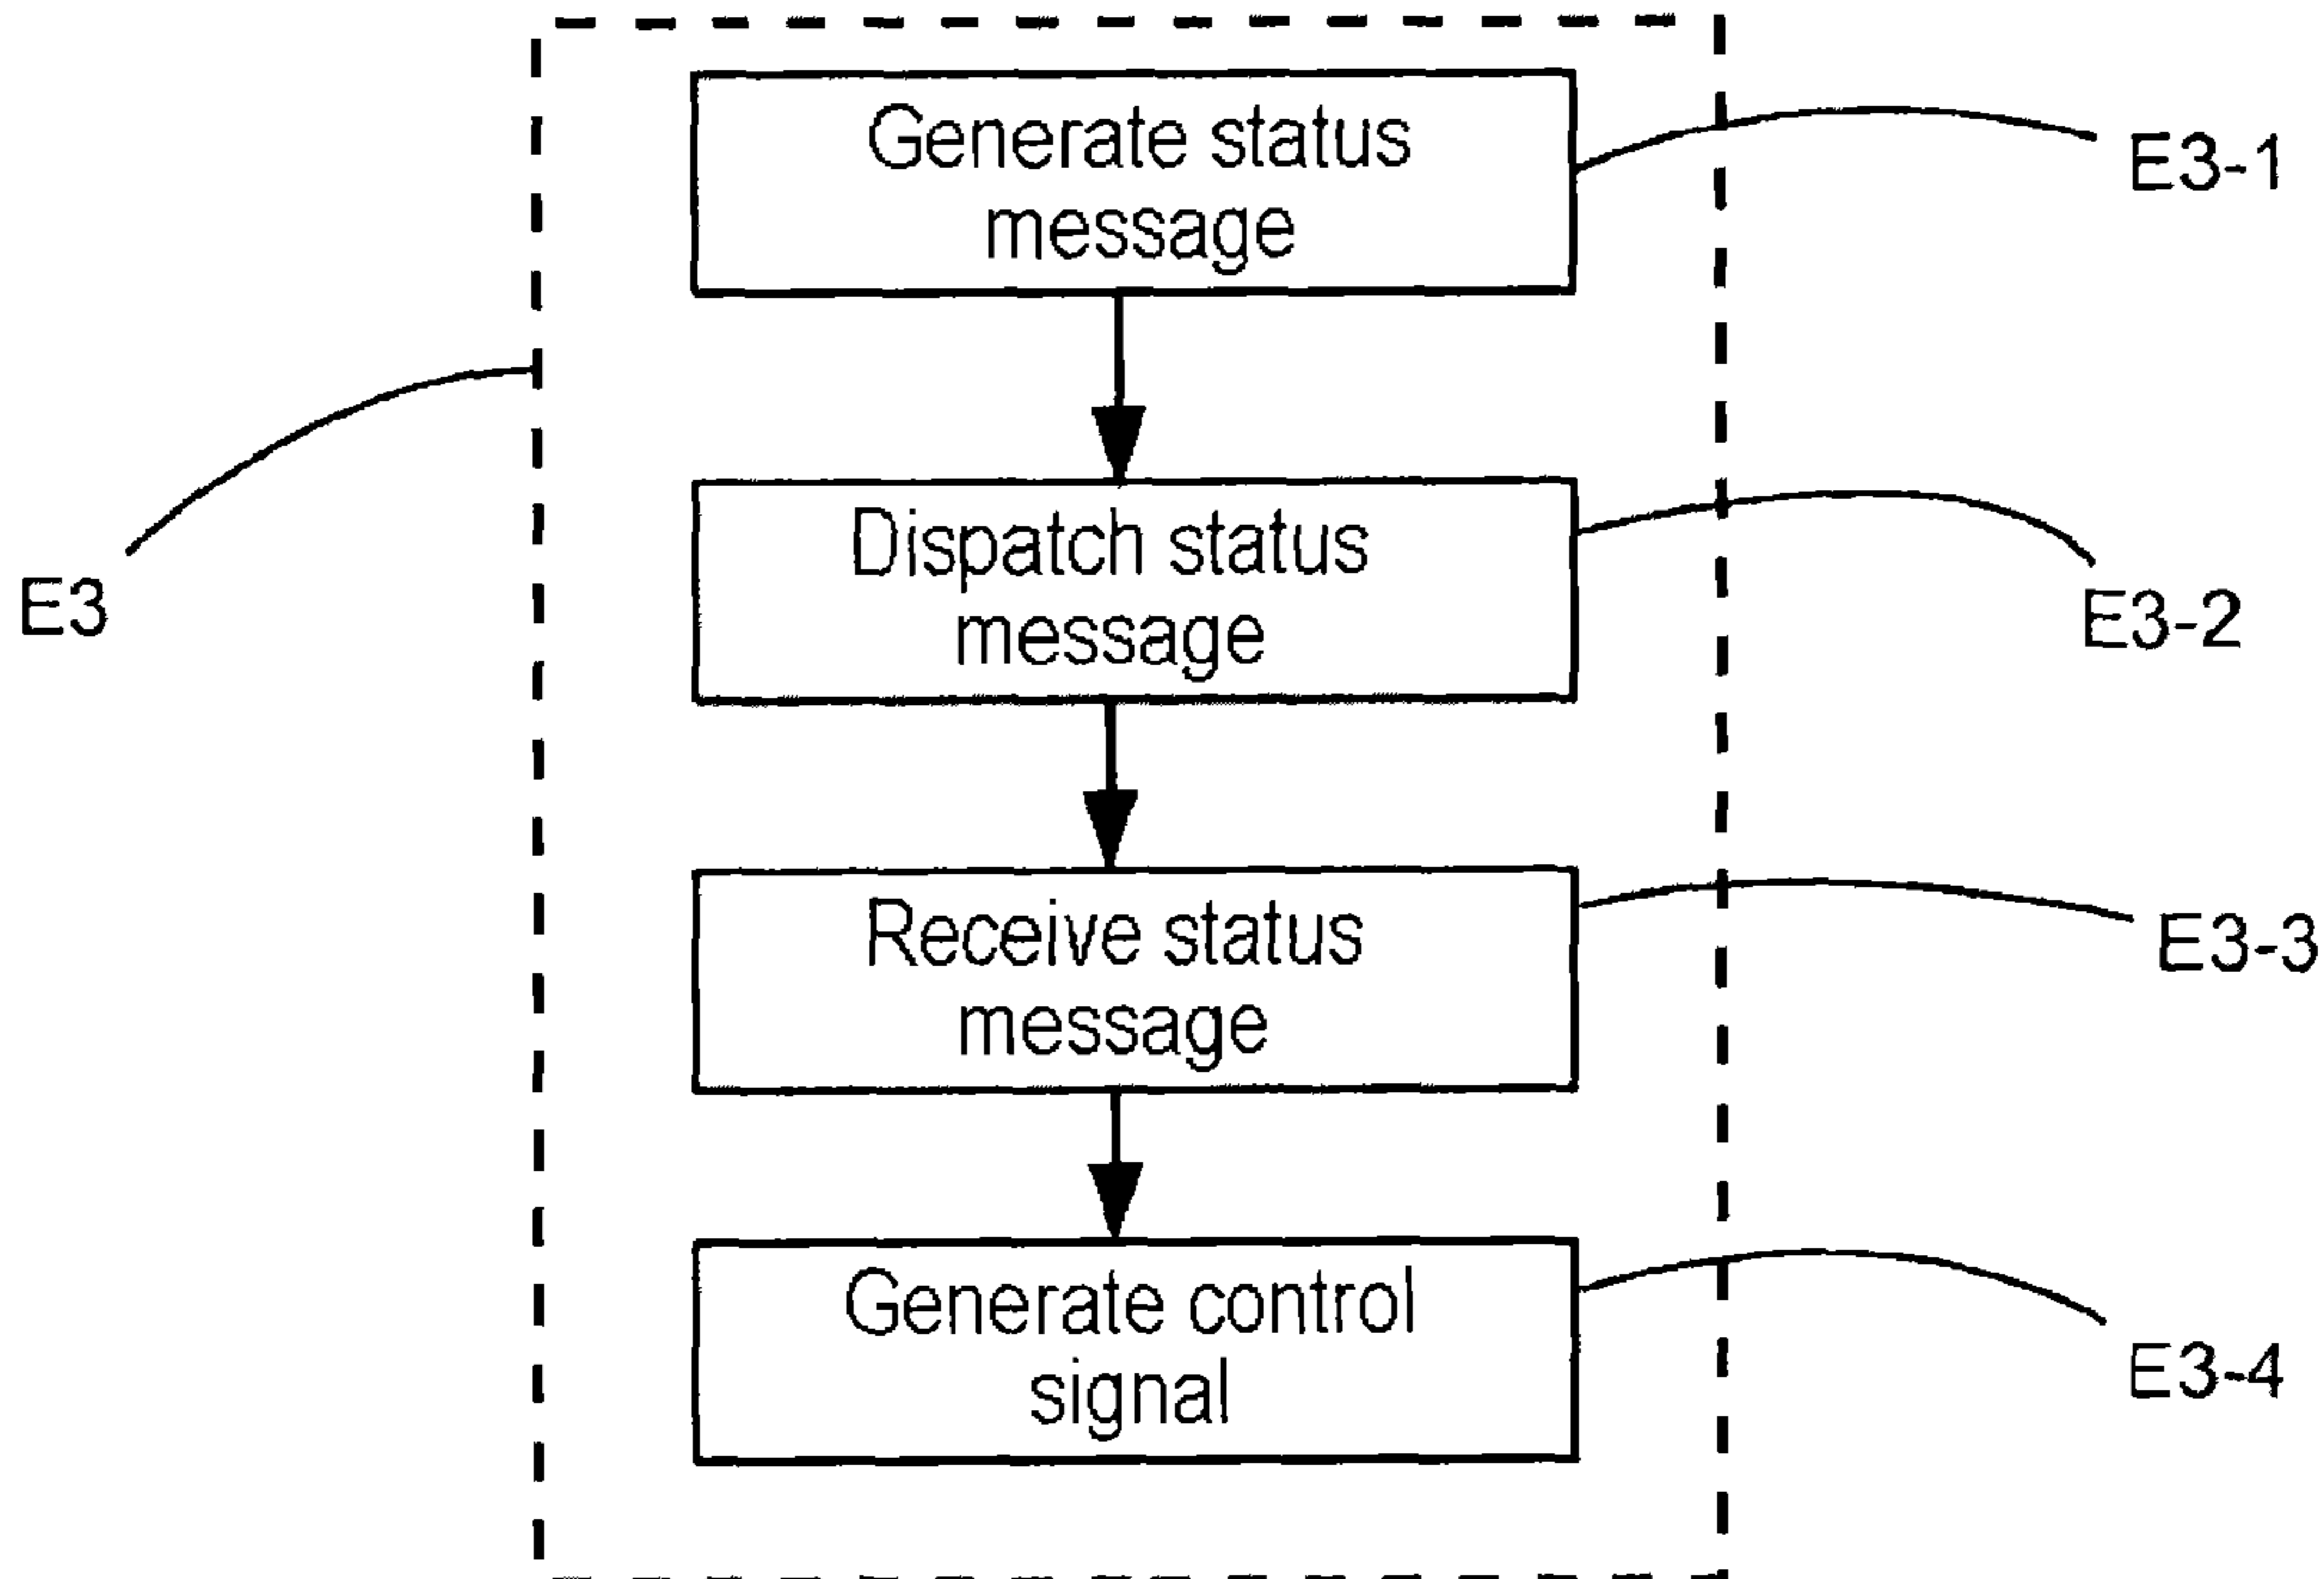 Generate status
message
E3-1
Dispatch status
message
E3
E3-2
Receive status
message
E3-3
Generate control
signal
E3-4